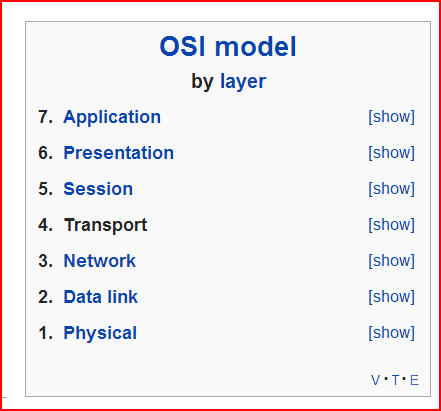 OSI model
by layer
7. Application [show]
6. Presentation [show]
5. Session [show]
4. Transport [show]
3. Network [show]
2. Data link [show]
1. Physical [show]
V · T · E